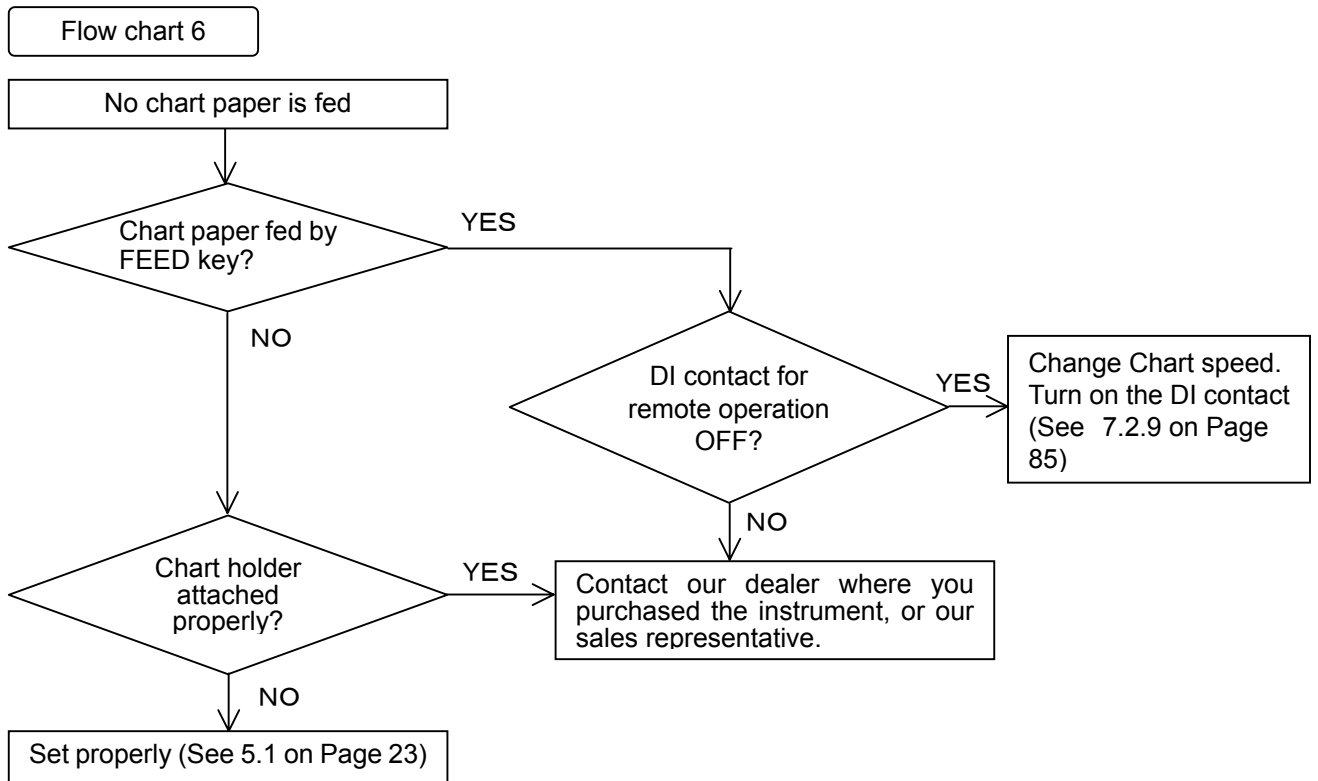 Flow chart 6
No chart paper is fed
Chart paper fed by
FEED key?
YES
NO
DI contact for
remote operation
OFF?
YES
Change Chart speed.
Turn on the DI contact
(See 7.2.9 on Page
85)
NO
Chart holder
attached
properly?
YES
Contact our dealer where you
purchased the instrument, or our
sales representative.
NO
Set properly (See 5.1 on Page 23)